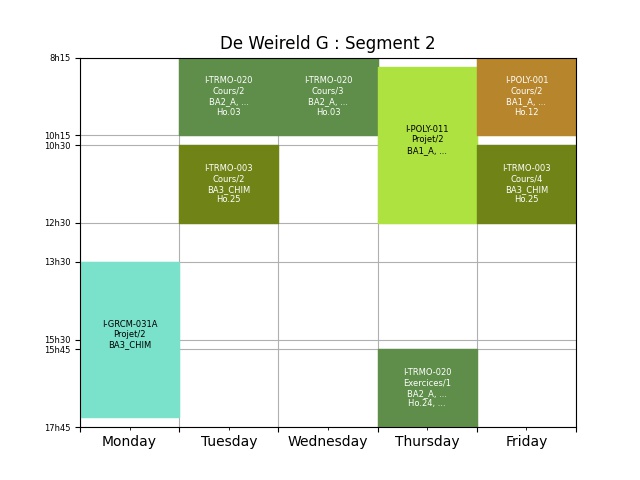 De Weireld G : Segment 2
8h15
10h15
10h30
12h30
13h30
15h30
15h45
17h45
I-TRMO-020
Cours/2
BA2_A, ...
Ho.03
I-TRMO-020
Cours/3
BA2_A, ...
Ho.03
I-POLY-011
Projet/2
BA1_A, ...
I-POLY-001
Cours/2
BA1_A, ...
Ho.12
I-TRMO-003
Cours/2
BA3_CHIM
Ho.25
I-TRMO-003
Cours/4
BA3_CHIM
Ho.25
I-GRCM-031A
Projet/2
BA3_CHIM
I-TRMO-020
Exercices/1
BA2_A, ...
Ho.24, ...
Monday
Tuesday
Wednesday
Thursday
Friday